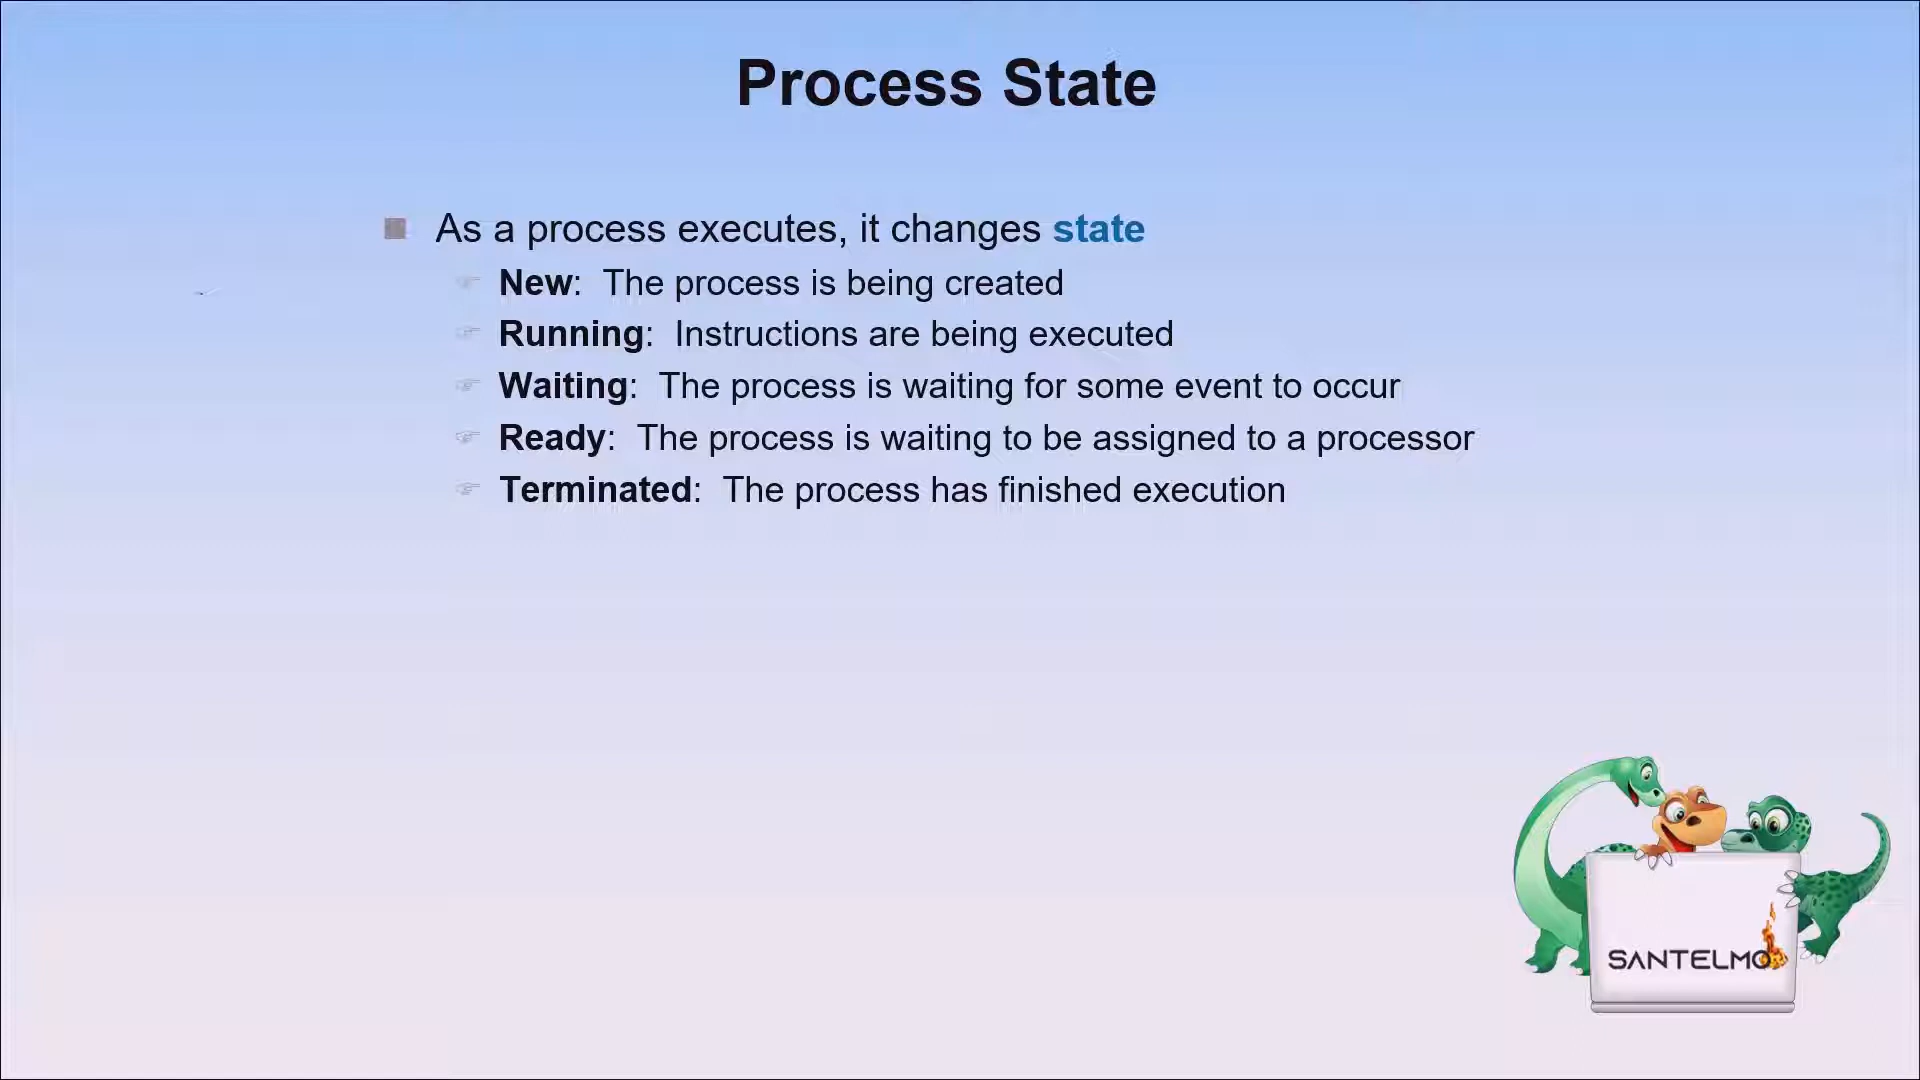 Process State
As a process executes, it changes state
New: The process is being created
Running: Instructions are being executed
Waiting: The process is waiting for some event to occur
Ready: The process is waiting to be assigned to a processor
Terminated: The process has finished execution
SANTELMO